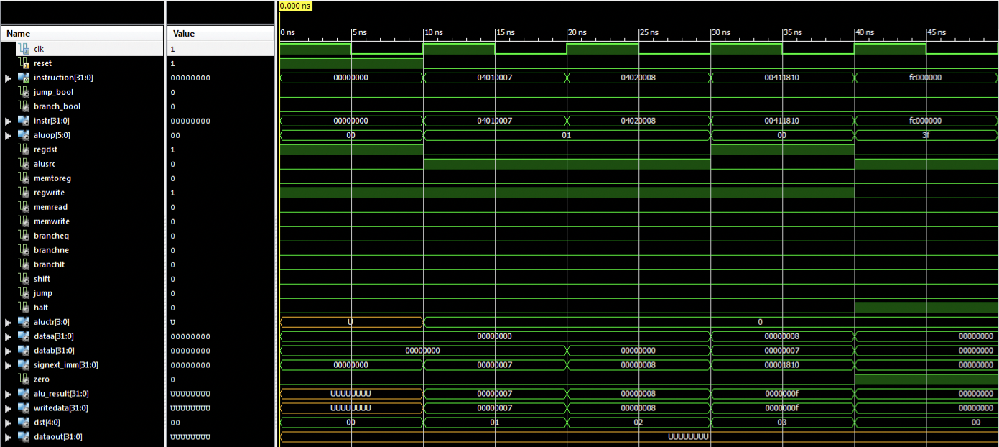 0.000 ns
Name Value 0 ns 5 ns 10 ns 15 ns 20 ns 25 ns 30 ns 35 ns 40 ns 45 ns
clk 1
reset 1
instruction[31:0] 00000000 00000000 04010007 04020008 00411810 fc000000
jump_bool 0
branch_bool 0
instr[31:0] 00000000 00000000 04010007 04020008 00411810 fc000000
aluop[5:0] 00 00 01 00 3f
regdst 1
alusrc 0
memtoreg 0
regwrite 1
memread 0
memwrite 0
brancheq 0
branchne 0
branchlt 0
shift 0
jump 0
halt 0
aluctr[3:0] U U 0
dataa[31:0] 00000000 00000000 00000008 00000000
datab[31:0] 00000000 00000000 00000000 00000007 00000000
signext_imm[31:0] 00000000 00000000 00000007 00000008 00001810 00000000
zero 0
alu_result[31:0] UUUUUUUU UUUUUUUU 00000007 00000008 0000000f 00000000
writedata[31:0] UUUUUUUU UUUUUUUU 00000007 00000008 0000000f 00000000
dst[4:0] 00 00 01 02 03 00
dataout[31:0] UUUUUUUU UUUUUUUU